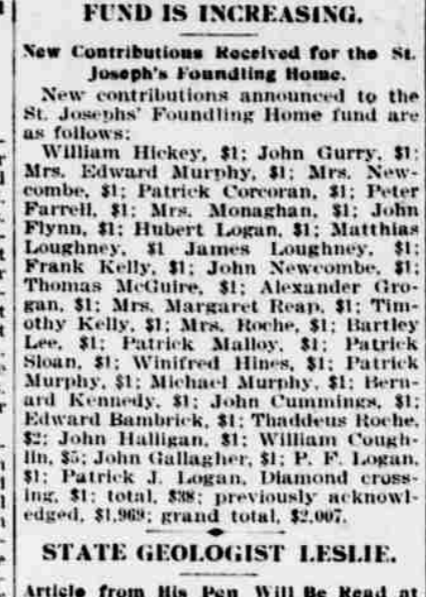 FUND IS INCREASING.
New Contributions Received for the St.
Joseph's Foundling Home.
New contributions announced to the
St. Josephs' Foundling Home fund are
as follows:
William Hickey, $1; John Gurry, $1;
Mrs. Edward Murphy, $1; Mrs. New-
combe, $1; Patrick Corcoran, $1; Peter
Farrell, $1; Mrs. Monaghan, $1; John
Flynn, $1; Hubert Logan, $1; Matthias
Loughney, $1 James Loughney, $1;
Frank Kelly, $1; John Newcombe, $1;
Thomas McGuire, $1; Alexander Gro-
gan, $1; Mrs. Margaret Reap, $1; Tim-
othy Kelly, $1; Mrs. Roche, $1; Bartley
Lee, $1; Patrick Malloy, $1; Patrick
Sloan, $1; Winifred Hines, $1; Patrick
Murphy, $1; Michael Murphy, $1; Bern-
ard Kennedy, $1; John Cummings, $1;
Edward Bambrick, $1; Thaddeus Roche,
$2; John Halligan, $1; William Cough-
lin, $5; John Gallagher, $1; P. F. Logan,
$1; Patrick J. Logan, Diamond cross-
ing, $1; total, $38; previously acknowl-
edged, $1,969; grand total, $2,007.
STATE GEOLOGIST LESLIE.
Article from His Pen Will Be Read at